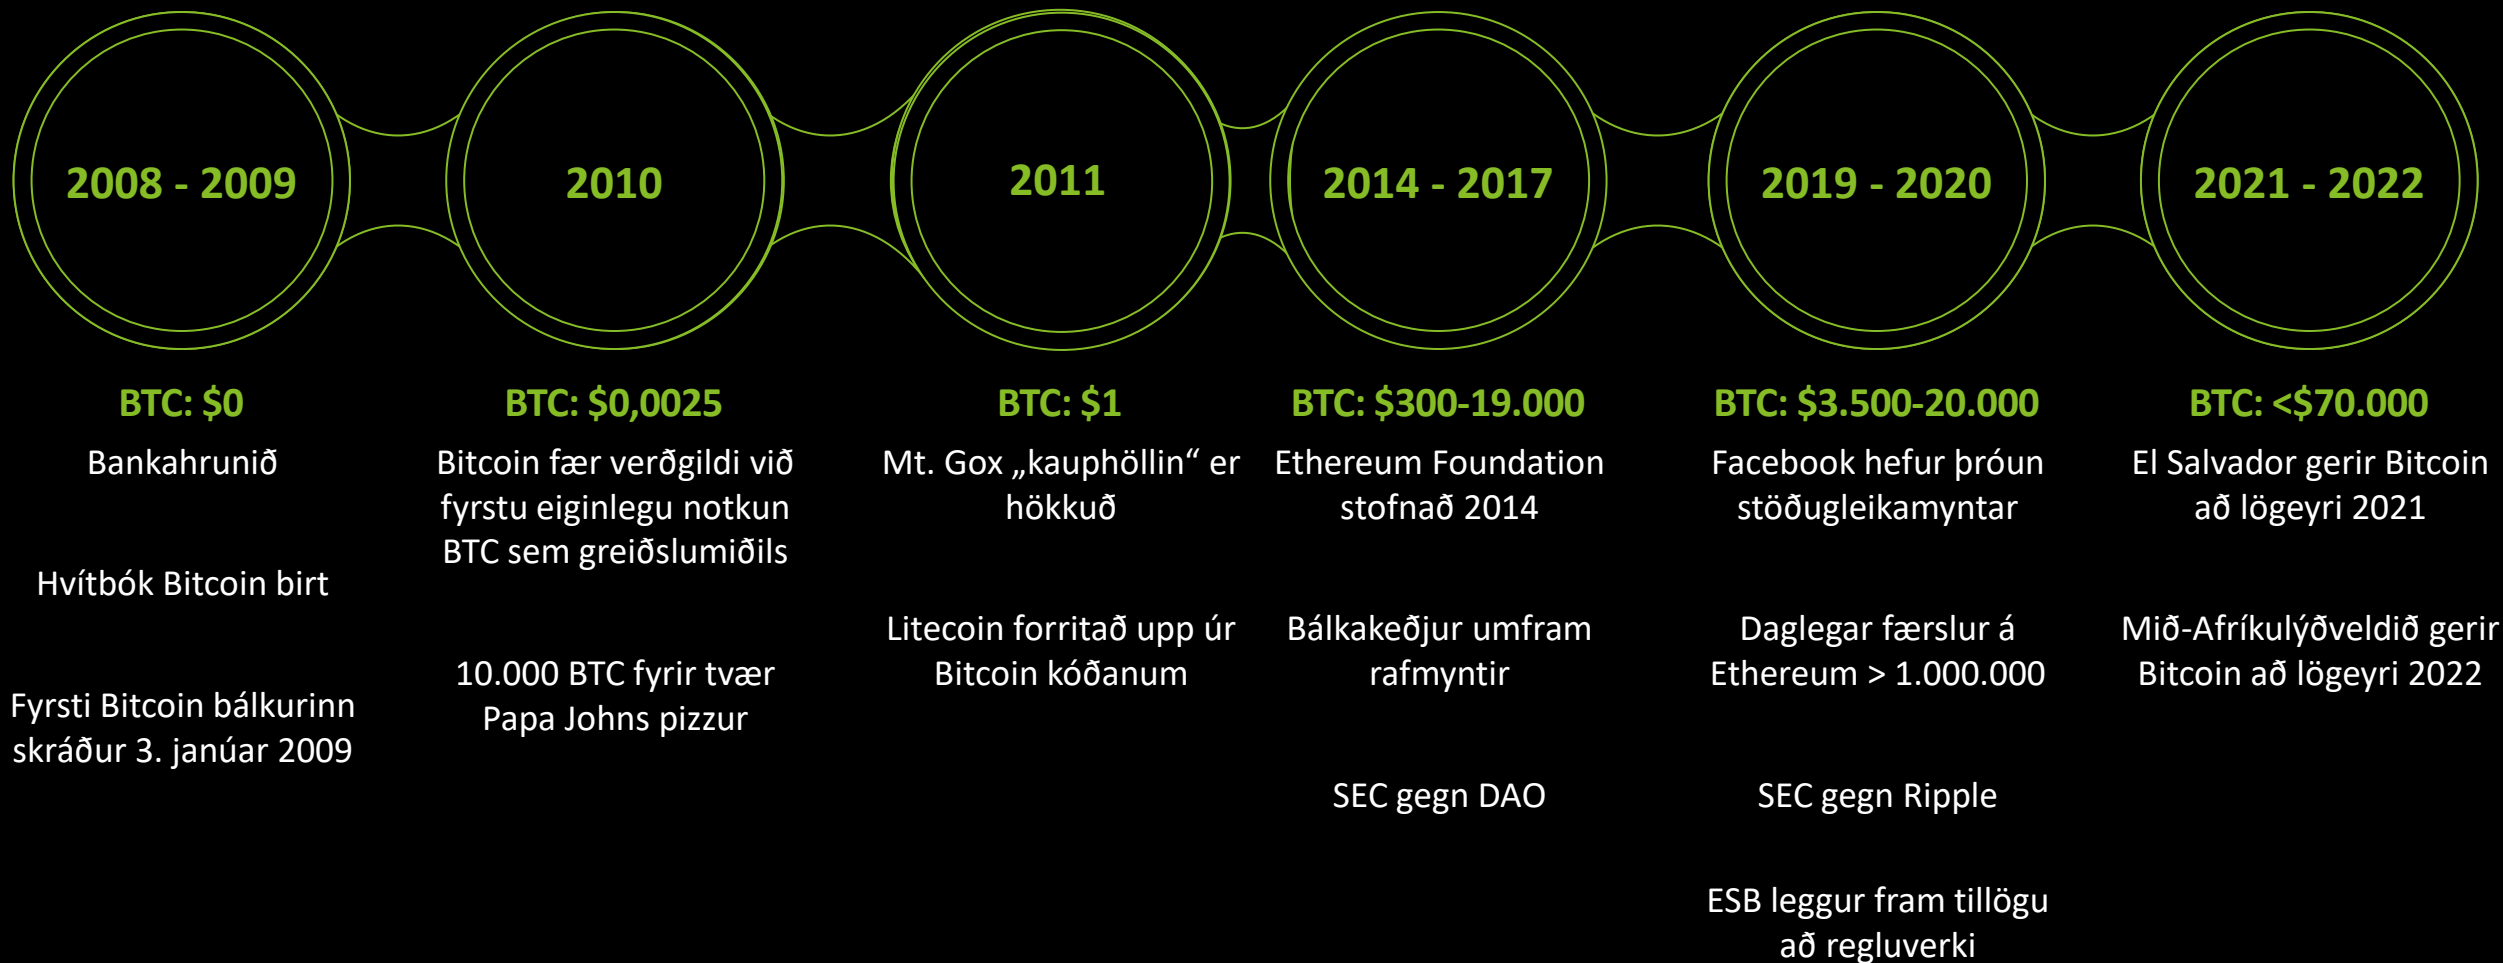 2008 - 2009
BTC: $0
Bankahrunið
Hvítbók Bitcoin birt
Fyrsti Bitcoin bálkurinn
skráður 3. janúar 2009
2010
BTC: $0,0025
Bitcoin fær verðgildi við
fyrstu eiginlegu notkun
BTC sem greiðslumiðils
10.000 BTC fyrir tvær
Papa Johns pizzur
2011
BTC: $1
Mt. Gox „kauphöllin“ er
hökkuð
Litecoin forritað upp úr
Bitcoin kóðanum
2014 - 2017
BTC: $300-19.000
Ethereum Foundation
stofnað 2014
Bálkakeðjur umfram
rafmyntir
SEC gegn DAO
2019 - 2020
BTC: $3.500-20.000
Facebook hefur þróun
stöðugleikamyntar
Daglegar færslur á
Ethereum > 1.000.000
SEC gegn Ripple
ESB leggur fram tillögu
að regluverki
2021 - 2022
BTC: <$70.000
El Salvador gerir Bitcoin
að lögeyri 2021
Mið-Afríkulýðveldið gerir
Bitcoin að lögeyri 2022